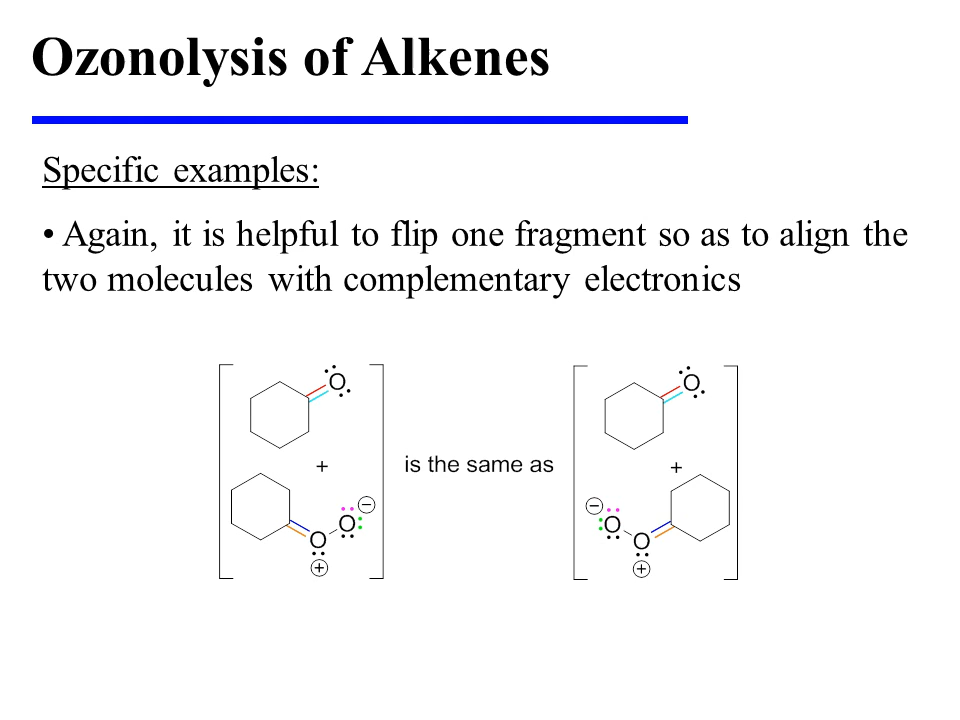 Ozonolysis of Alkenes
Specific examples:
• Again, it is helpful to flip one fragment so as to align the
two molecules with complementary electronics
O
O
+
is the same as
+
−
O
O
+
−
O
O
+